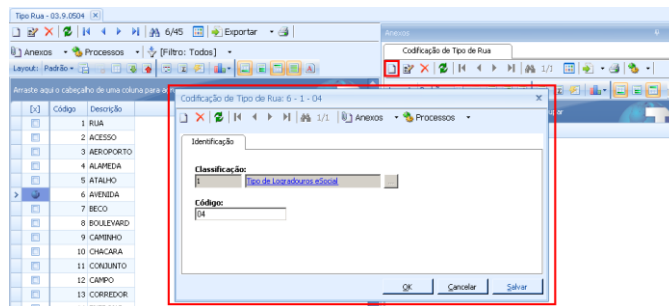 Tipo Rua - 03.9.0504
6/45 Exportar
Anexos Processos [Filtro: Todos]
Layout: Padrão
Arraste aqui o cabeçalho de uma coluna para
[x] Código Descrição
1 RUA
2 ACESSO
3 AEROPORTO
4 ALAMEDA
5 ATALHO
6 AVENIDA
7 BECO
8 BOULEVARD
9 CAMINHO
10 CHACARA
11 CONJUNTO
12 CAMPO
13 CORREDOR
Anexos
Codificação de Tipo de Rua
1/1
Codificação de Tipo de Rua: 6 - 1 - 04
1/1 Anexos Processos
Identificação
Classificação:
1 Tipo de Logradouros eSocial ...
Código:
04
OK Cancelar Salvar